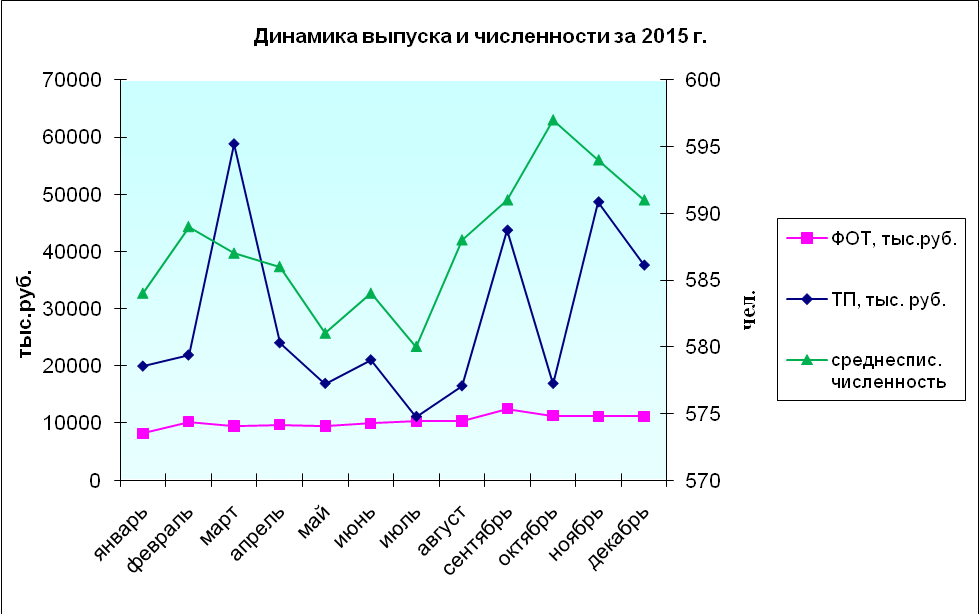 Динамика выпуска и численности за 2015 г.
70000
60000
50000
40000
30000
20000
10000
0
тыс.руб.
600
595
590
585
580
575
570
чел.
январь
февраль
март
апрель
май
июнь
июль
август
сентябрь
октябрь
ноябрь
декабрь
ФОТ, тыс.руб.
ТП, тыс. руб.
среднеспис.
численность